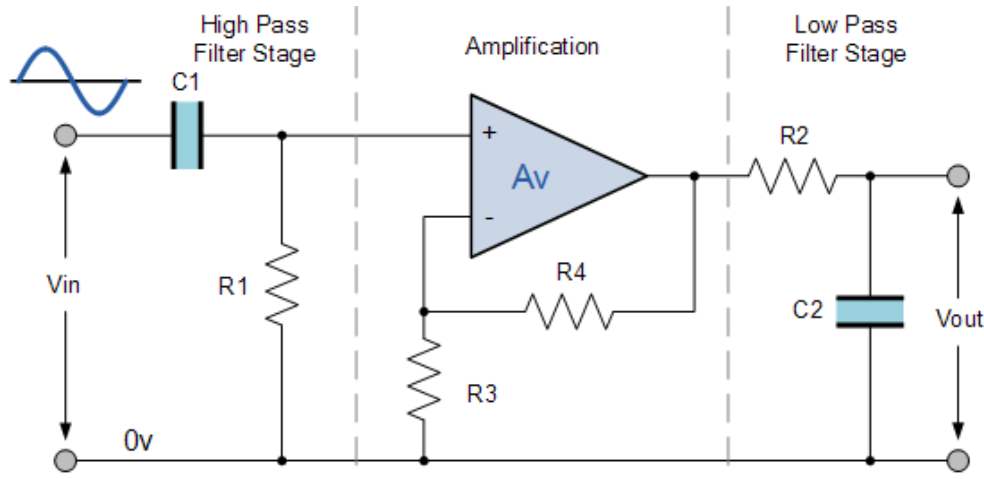 High Pass
Filter Stage
Amplification
Low Pass
Filter Stage
C1
R2
+
Av
-
R4
Vin
R1
C2
Vout
R3
0v